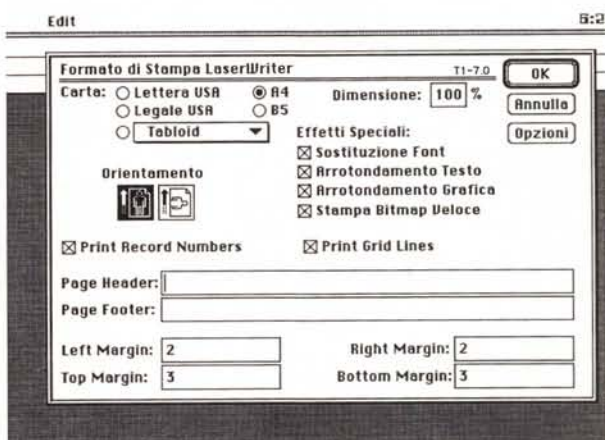 Edit 6:2
Formato di Stampa LaserWriter T1-7.0 OK
Carta: Lettera USA A4 Dimensione: 100 % Annulla
Legale USA B5
Tabloid Effetti Speciali: Opzioni
Sostituzione Font
Orientamento Arrotondamento Testo
Arrotondamento Grafica
Stampa Bitmap Veloce
Print Record Numbers Print Grid Lines
Page Header:
Page Footer:
Left Margin: 2 Right Margin: 2
Top Margin: 3 Bottom Margin: 3